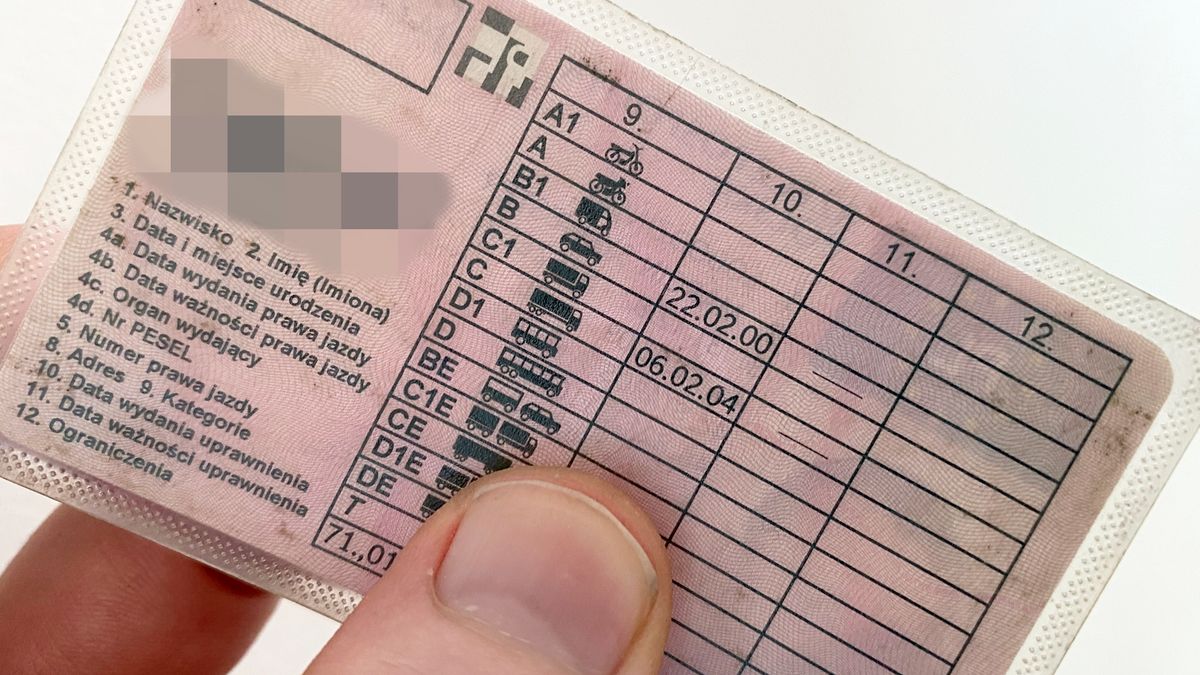 1. Nazwisko 2. Imię (Imiona)
3. Data i miejsce urodzenia
4a. Data wydania prawa jazdy
4b. Data ważności prawa jazdy
4c. Organ wydający
4d. Nr PESEL
5. Numer prawa jazdy
8. Adres 9. Kategorie
10. Data wydania uprawnienia
11. Data ważności uprawnienia
12. Ograniczenia
9. 10. 11. 12.
A1
A
B1
B 22.02.00
C1
C 06.02.04
D1
D
BE
C1E
CE
D1E
DE
T
71.,01